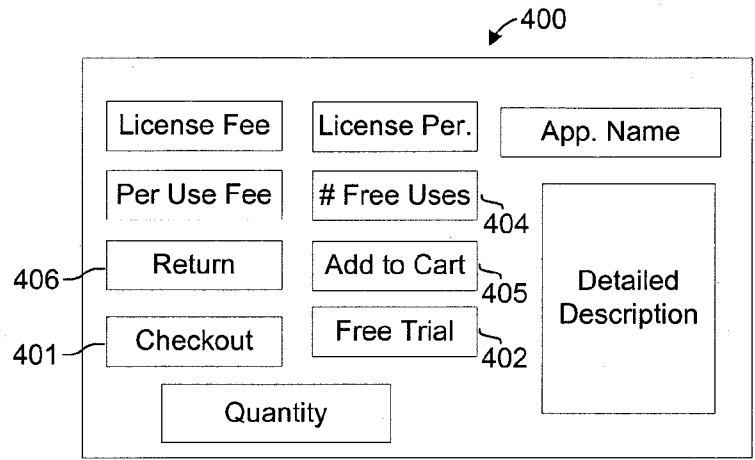 400
License Fee
License Per.
App. Name
Per Use Fee
# Free Uses
404
406
Return
Add to Cart
405
Detailed
Description
401
Checkout
Free Trial
402
Quantity